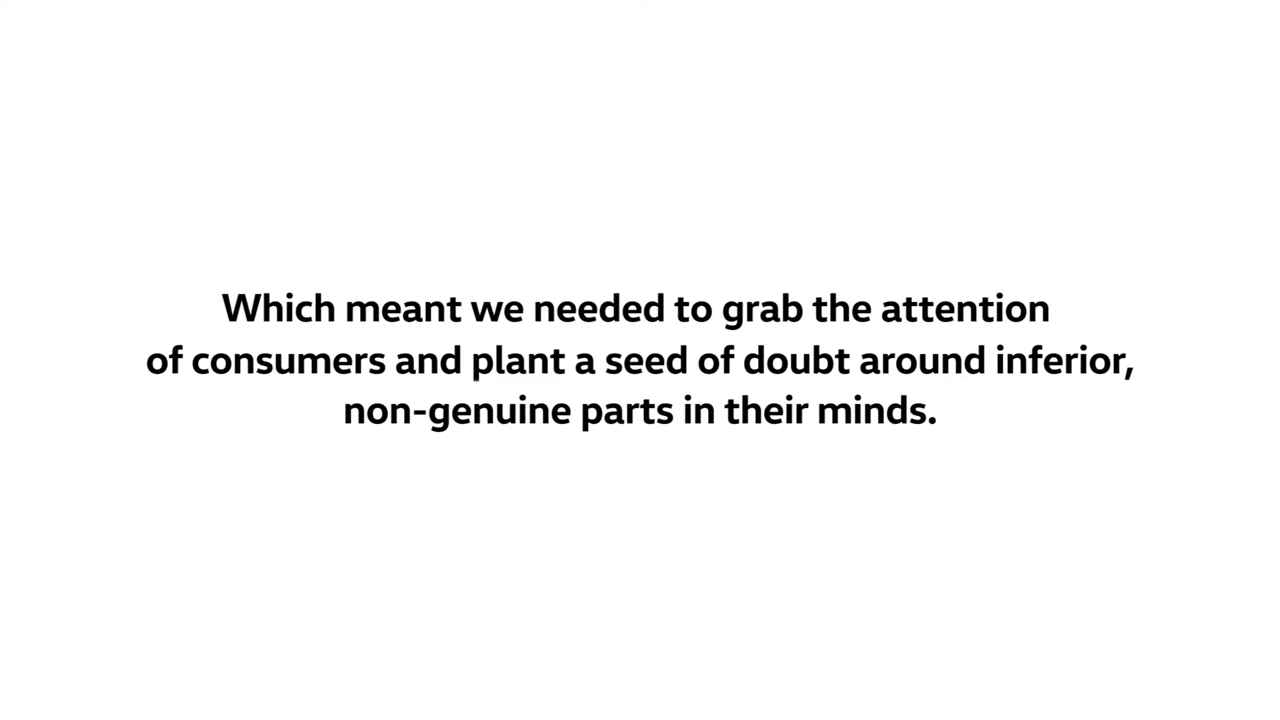 Which meant we needed to grab the attention
of consumers and plant a seed of doubt around inferior,
non-genuine parts in their minds.